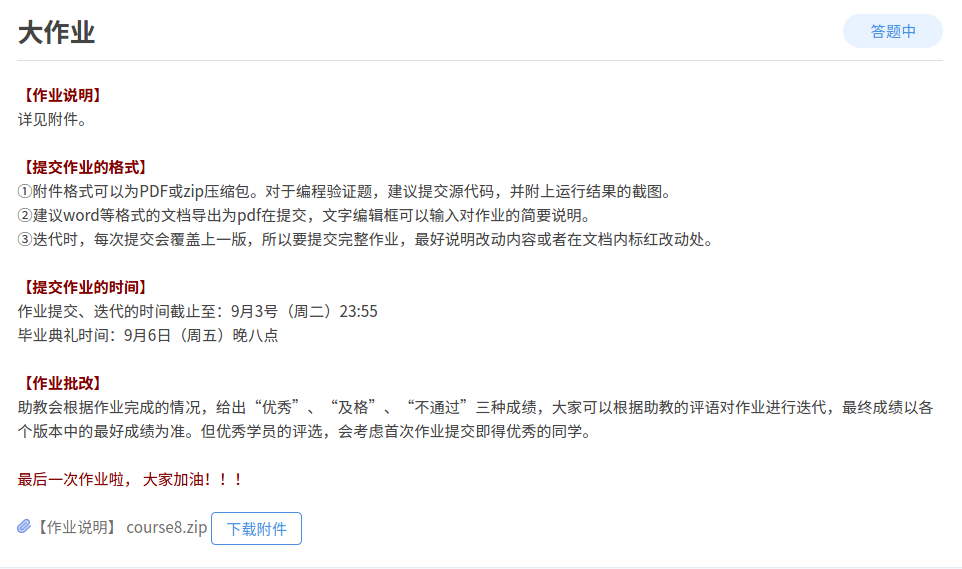 大作业
答题中
【作业说明】
详见附件。
【提交作业的格式】
①附件格式可以为PDF或zip压缩包。对于编程验证题，建议提交源代码，并附上运行结果的截图。
②建议word等格式的文档导出为pdf在提交，文字编辑框可以输入对作业的简要说明。
③迭代时，每次提交会覆盖上一版，所以要提交完整作业，最好说明改动内容或者在文档内标红改动处。
【提交作业的时间】
作业提交、迭代的时间截止至：9月3号（周二）23:55
毕业典礼时间：9月6日（周五）晚八点
【作业批改】
助教会根据作业完成的情况，给出“优秀”、“及格”、“不通过”三种成绩，大家可以根据助教的评语对作业进行迭代，最终成绩以各
个版本中的最好成绩为准。但优秀学员的评选，会考虑首次作业提交即得优秀的同学。
最后一次作业啦， 大家加油！！！
【作业说明】 course8.zip 下载附件